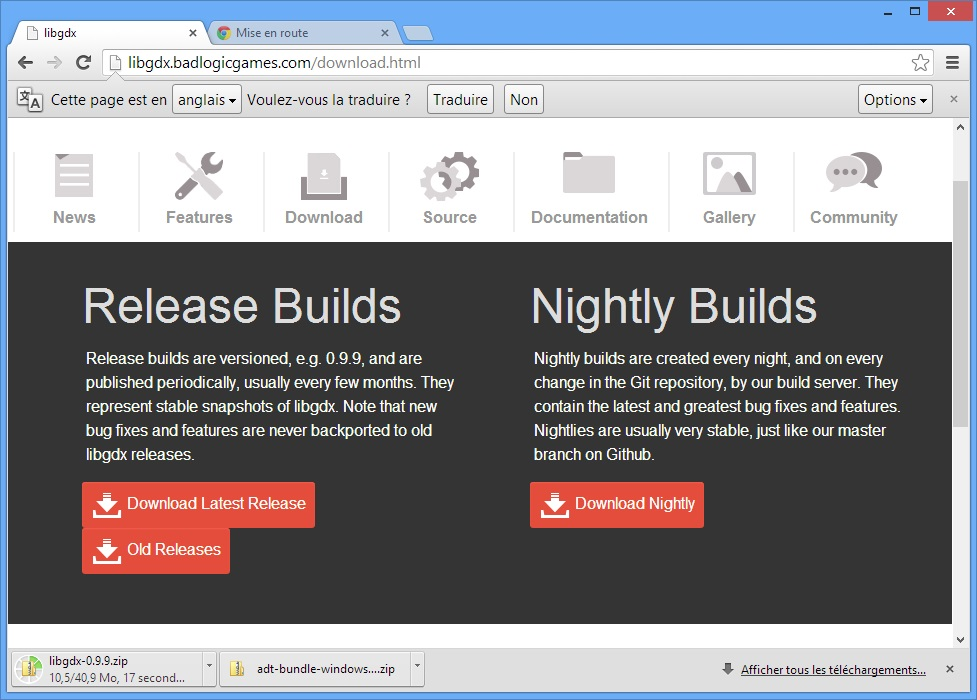 libgdx
Mise en route
libgdx.badlogicgames.com/download.html
Cette page est en anglais Voulez-vous la traduire ? Traduire Non Options
News Features Download Source Documentation Gallery Community
Release Builds
Release builds are versioned, e.g. 0.9.9, and are
published periodically, usually every few months. They
represent stable snapshots of libgdx. Note that new
bug fixes and features are never backported to old
libgdx releases.
Download Latest Release
Old Releases
Nightly Builds
Nightly builds are created every night, and on every
change in the Git repository, by our build server. They
contain the latest and greatest bug fixes and features.
Nightlies are usually very stable, just like our master
branch on Github.
Download Nightly
libgdx-0.9.9.zip
10,5/40,9 Mo, 17 second...
adt-bundle-windows....zip
Afficher tous les téléchargements...